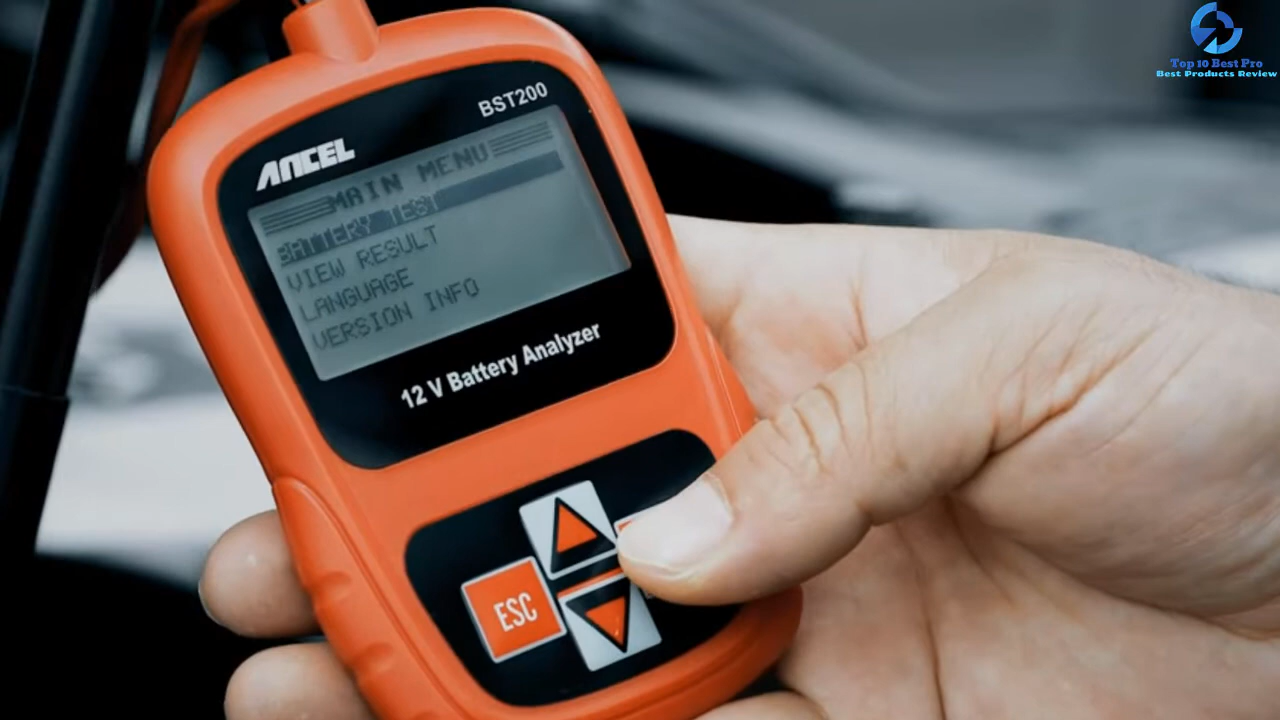 Top 10 Best Pro
Best Products Review
BST200
ANCEL
MAIN MENU
BATTERY TEST
VIEW RESULT
LANGUAGE
VERSION INFO
12 V Battery Analyzer
ESC